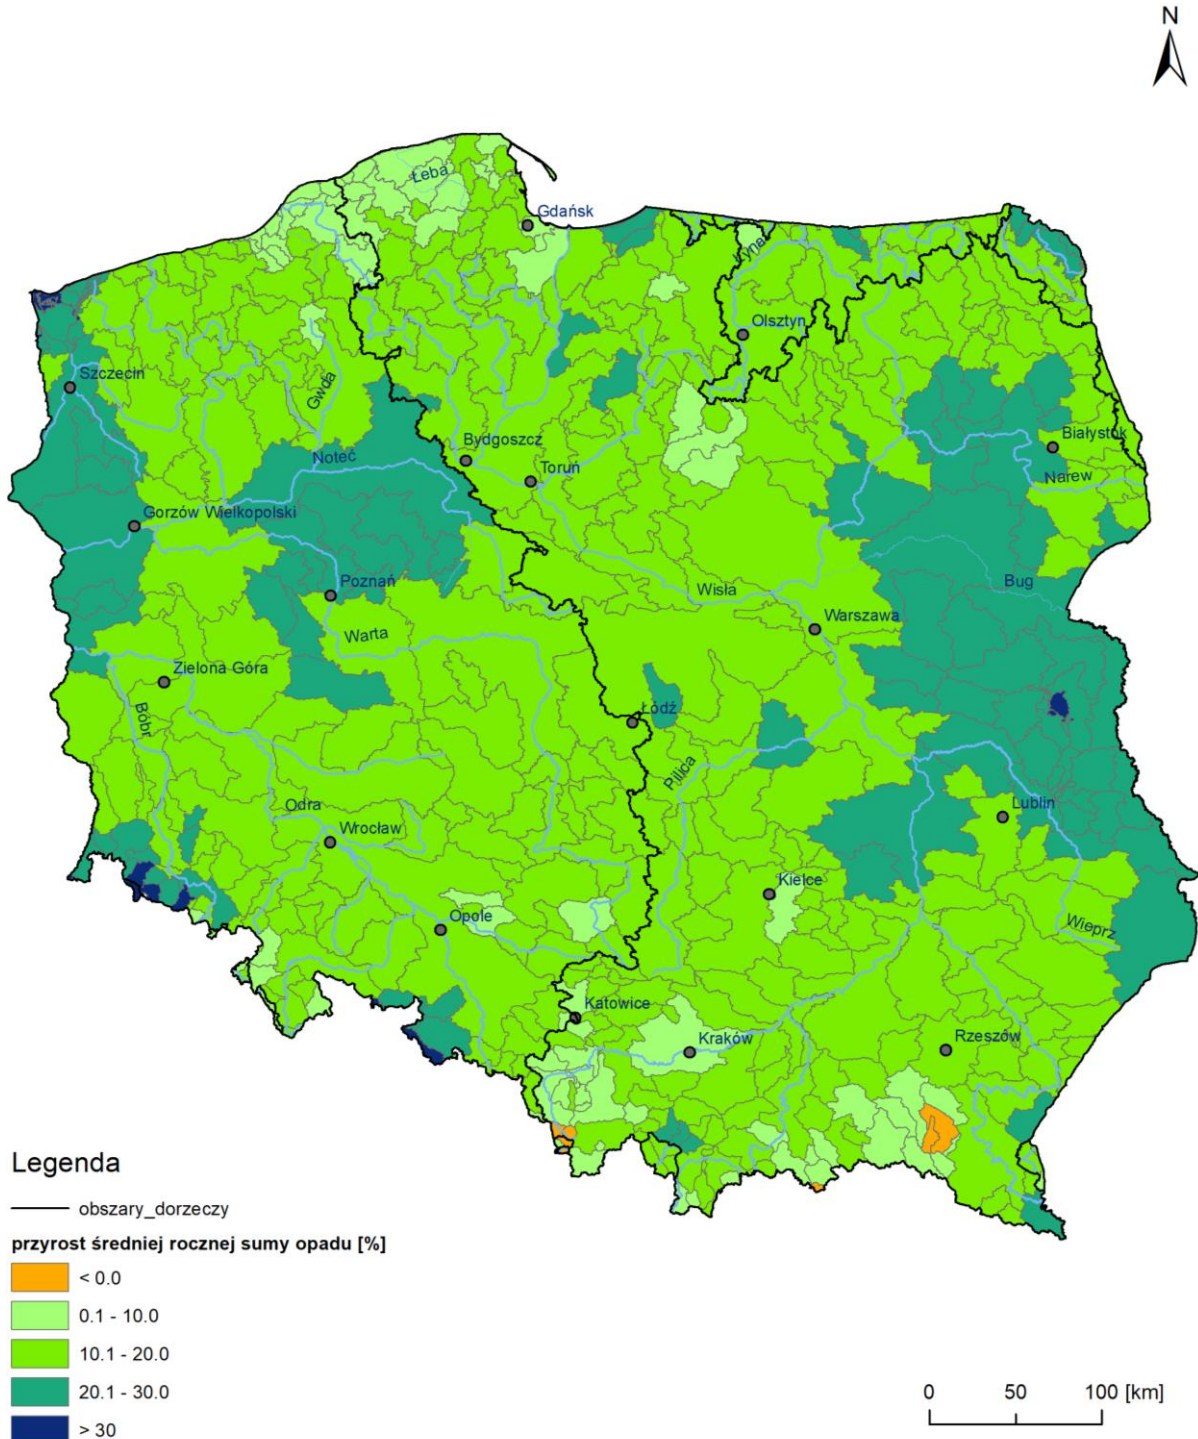 N
Łeba
Gdańsk
Łyna
Olsztyn
Szczecin
Gwda
Bydgoszcz
Białystok
Noteć
Toruń
Narew
Gorzów Wielkopolski
Poznań
Bug
Wisła
Warszawa
Warta
Zielona Góra
Bóbr
Łódź
Pilica
Odra
Lublin
Wrocław
Kielce
Opole
Wieprz
Katowice
Kraków
Rzeszów
Legenda
obszary_dorzeczy
przyrost średniej rocznej sumy opadu [%]
< 0.0
0.1 - 10.0
10.1 - 20.0
20.1 - 30.0
> 30
0 50 100 [km]